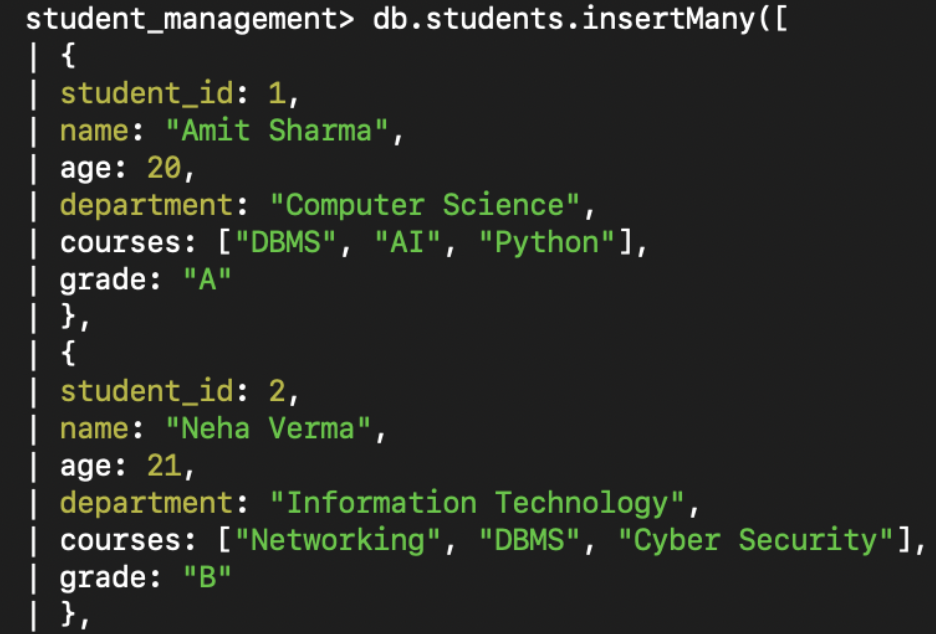 student_management> db.students.insertMany([
| {
| student_id: 1,
| name: "Amit Sharma",
| age: 20,
| department: "Computer Science",
| courses: ["DBMS", "AI", "Python"],
| grade: "A"
| },
| {
| student_id: 2,
| name: "Neha Verma",
| age: 21,
| department: "Information Technology",
| courses: ["Networking", "DBMS", "Cyber Security"],
| grade: "B"
| },